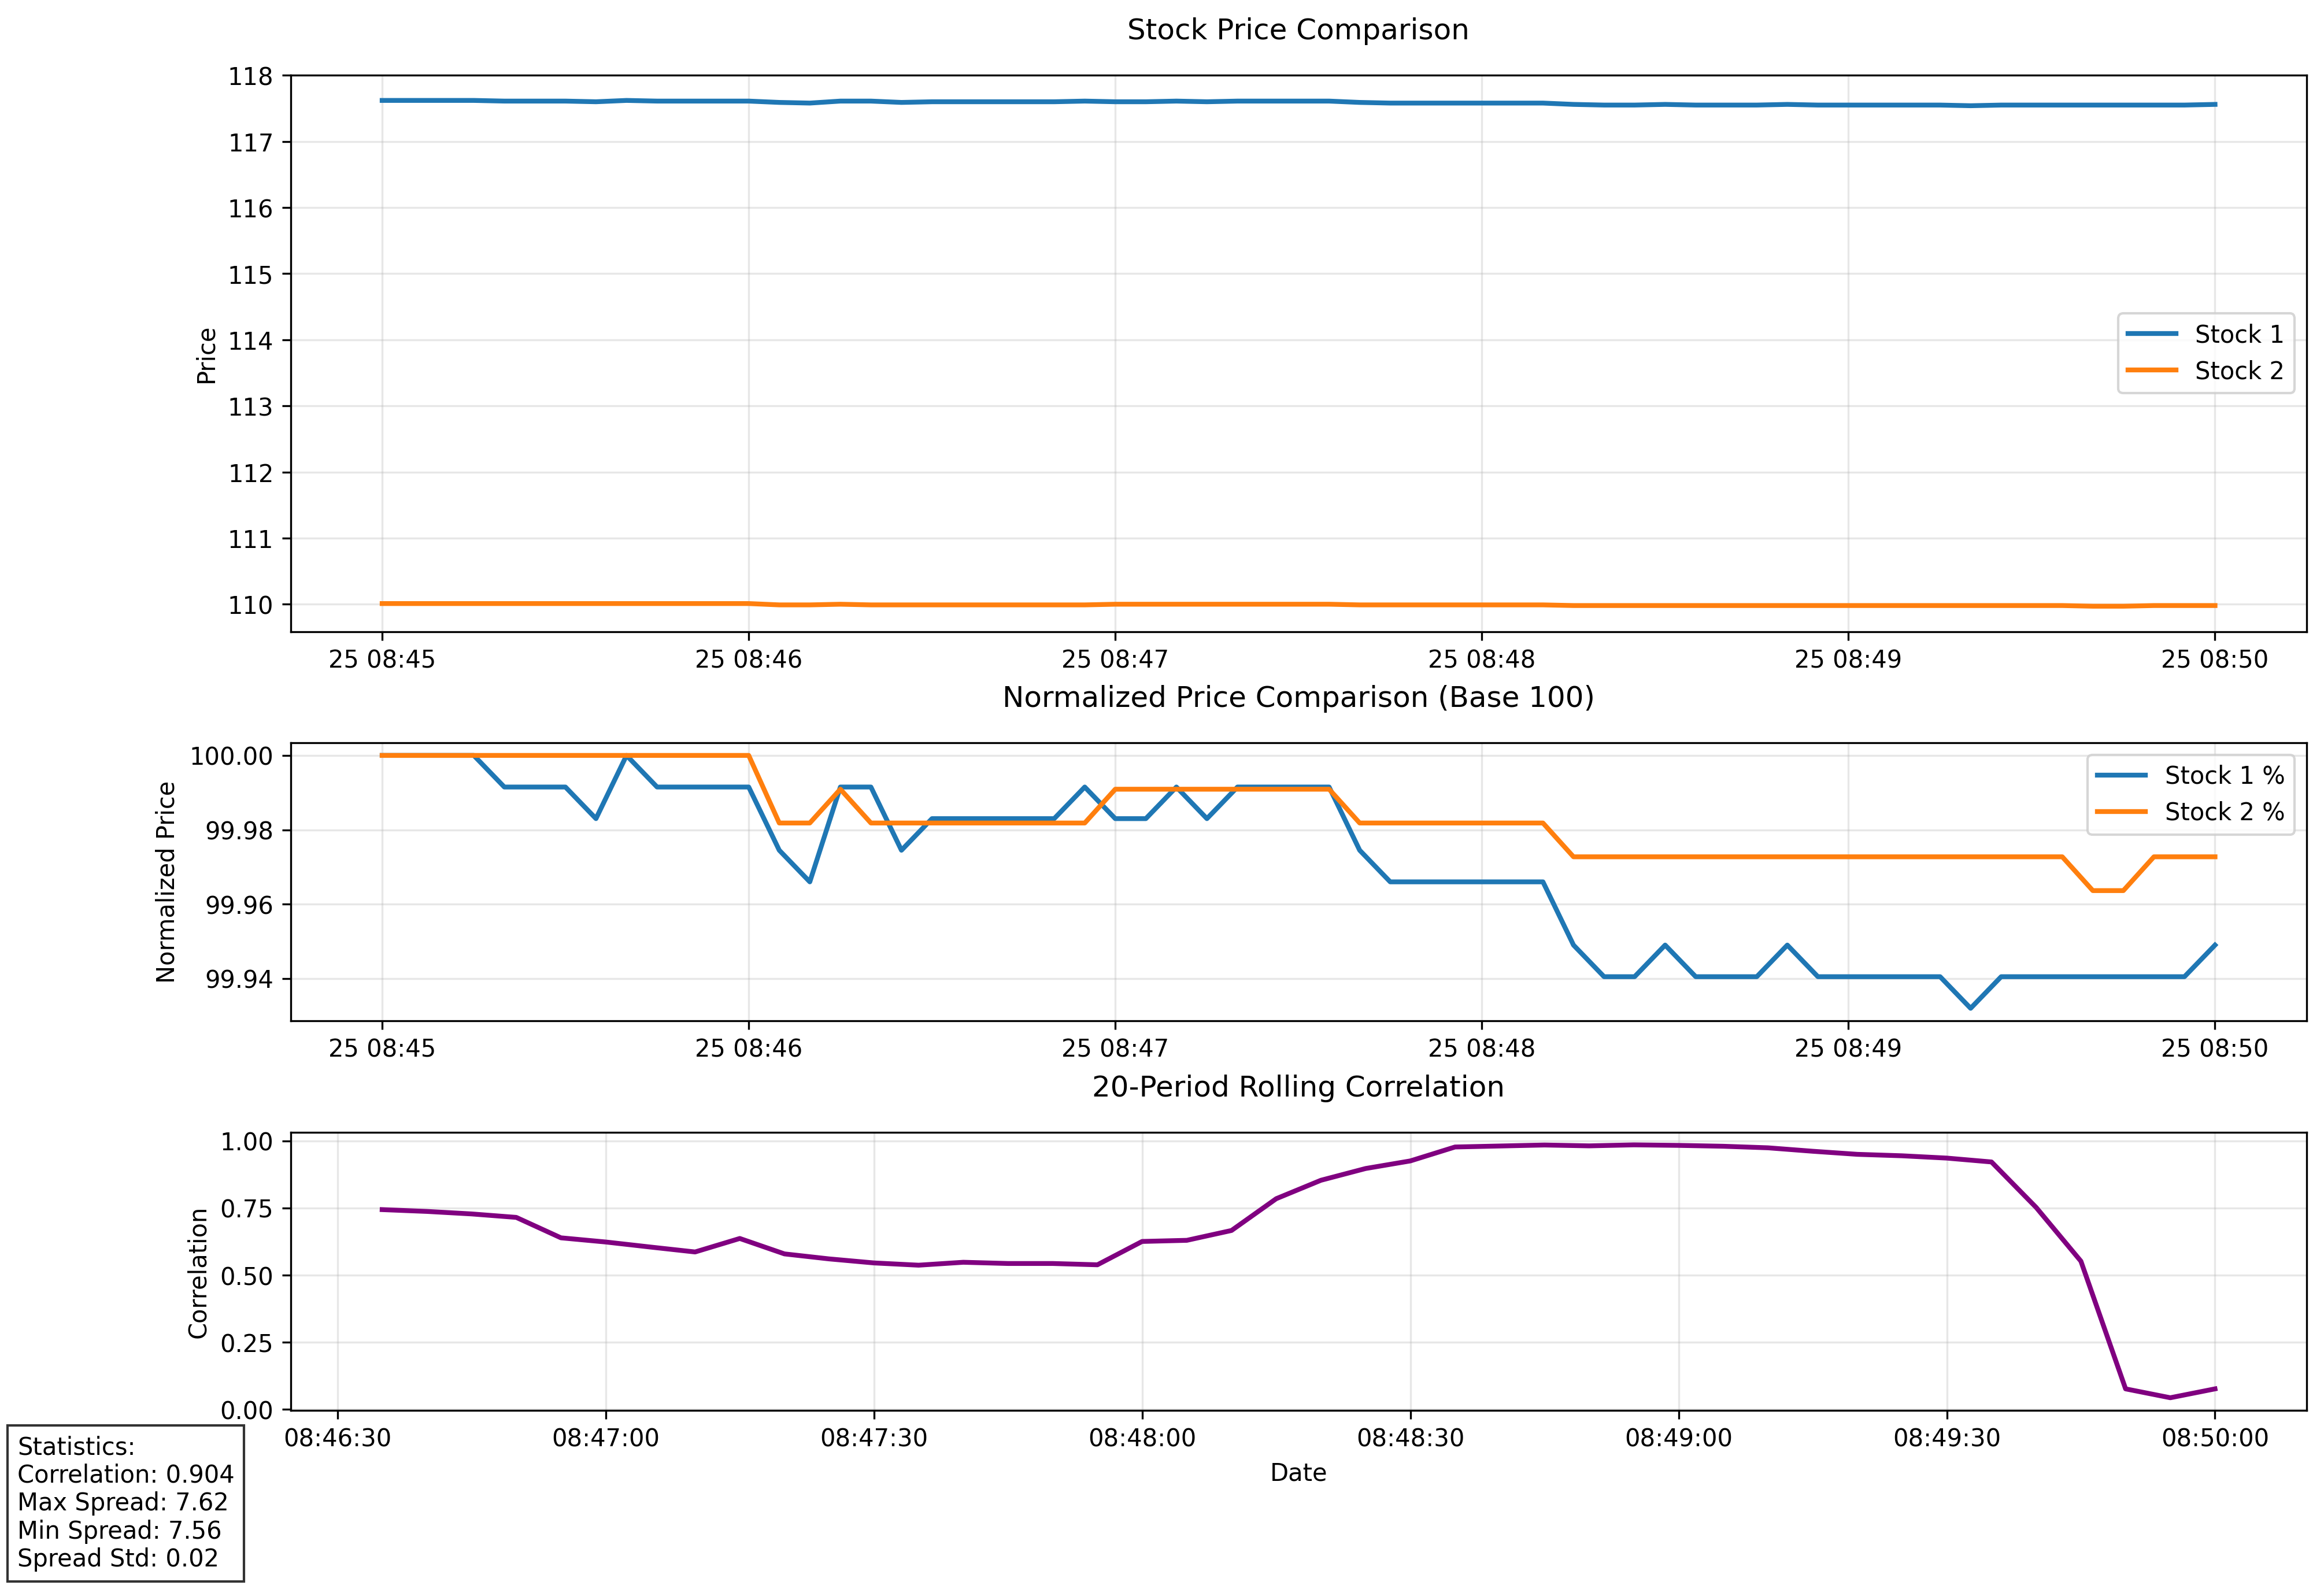 Stock Price Comparison
118
117
116
115
114
113
112
111
110
Price
Stock 1
Stock 2
25 08:45
25 08:46
25 08:47
25 08:48
25 08:49
25 08:50
Normalized Price Comparison (Base 100)
100.00
99.98
99.96
99.94
Normalized Price
Stock 1 %
Stock 2 %
25 08:45
25 08:46
25 08:47
25 08:48
25 08:49
25 08:50
20-Period Rolling Correlation
1.00
0.75
0.50
0.25
0.00
Correlation
08:46:30
08:47:00
08:47:30
08:48:00
08:48:30
08:49:00
08:49:30
08:50:00
Date
Statistics:
Correlation: 0.904
Max Spread: 7.62
Min Spread: 7.56
Spread Std: 0.02